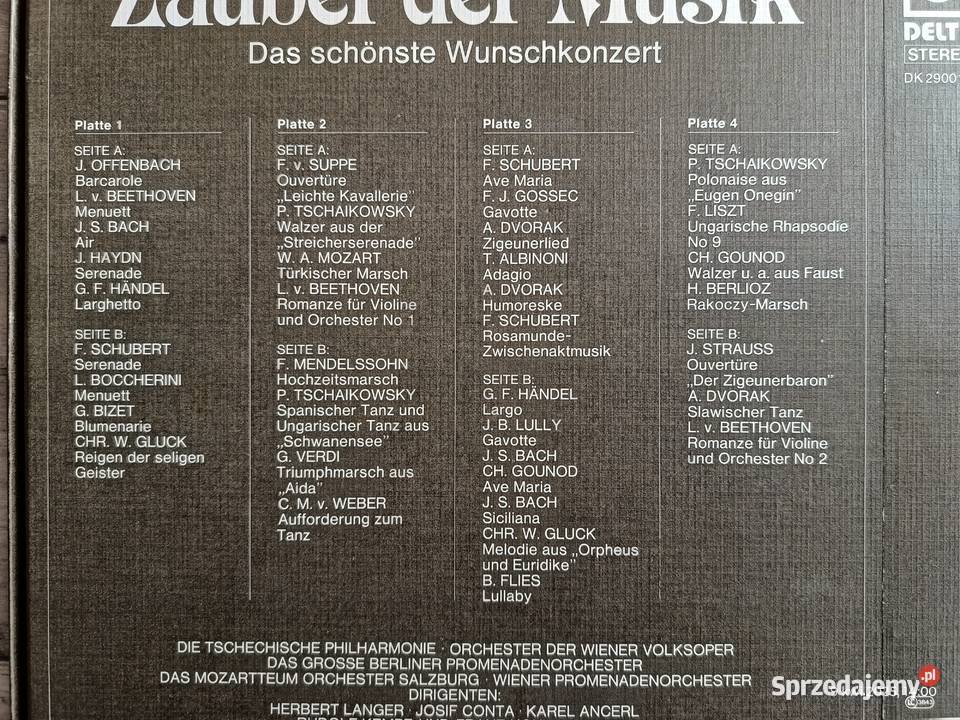 Zauber der Musik
Das schönste Wunschkonzert
DELT
STERE
DK 2900
Platte 1
SEITE A:
J. OFFENBACH
Barcarole
L. v. BEETHOVEN
Menuett
J. S. BACH
Air
J. HAYDN
Serenade
G. F. HÄNDEL
Larghetto
SEITE B:
F. SCHUBERT
Serenade
L. BOCCHERINI
Menuett
G. BIZET
Blumenarie
CHR. W. GLUCK
Reigen der seligen
Geister
Platte 2
SEITE A:
F. v. SUPPE
Ouvertüre
„Leichte Kavallerie"
P. TSCHAIKOWSKY
Walzer aus der
„Streicherserenade"
W. A. MOZART
Türkischer Marsch
L. v. BEETHOVEN
Romanze für Violine
und Orchester No 1
SEITE B:
F. MENDELSSOHN
Hochzeitsmarsch
P. TSCHAIKOWSKY
Spanischer Tanz und
Ungarischer Tanz aus
„Schwanensee"
G. VERDI
Triumphmarsch aus
„Aida"
C. M. v. WEBER
Aufforderung zum
Tanz
Platte 3
SEITE A:
F. SCHUBERT
Ave Maria
F. J. GOSSEC
Gavotte
A. DVORAK
Zigeunerlied
T. ALBINONI
Adagio
A. DVORAK
Humoreske
F. SCHUBERT
Rosamunde-
Zwischenaktmusik
SEITE B:
G. F. HÄNDEL
Largo
J. B. LULLY
Gavotte
J. S. BACH
CH. GOUNOD
Ave Maria
J. S. BACH
Siciliana
CHR. W. GLUCK
Melodie aus „Orpheus
und Euridike"
B. FLIES
Lullaby
Platte 4
SEITE A:
P. TSCHAIKOWSKY
Polonaise aus
„Eugen Onegin"
F. LISZT
Ungarische Rhapsodie
No 9
CH. GOUNOD
Walzer u. a. aus Faust
H. BERLIOZ
Rakoczy-Marsch
SEITE B:
J. STRAUSS
Ouvertüre
„Der Zigeunerbaron"
A. DVORAK
Slawischer Tanz
L. v. BEETHOVEN
Romanze für Violine
und Orchester No 2
DIE TSCHECHISCHE PHILHARMONIE · ORCHESTER DER WIENER VOLKSOPER
DAS GROSSE BERLINER PROMENADENORCHESTER
DAS MOZARTTEUM ORCHESTER SALZBURG · WIENER PROMENADENORCHESTER
DIRIGENTEN:
HERBERT LANGER · JOSIF CONTA · KAREL ANCERL
Sprzedajemy.pl